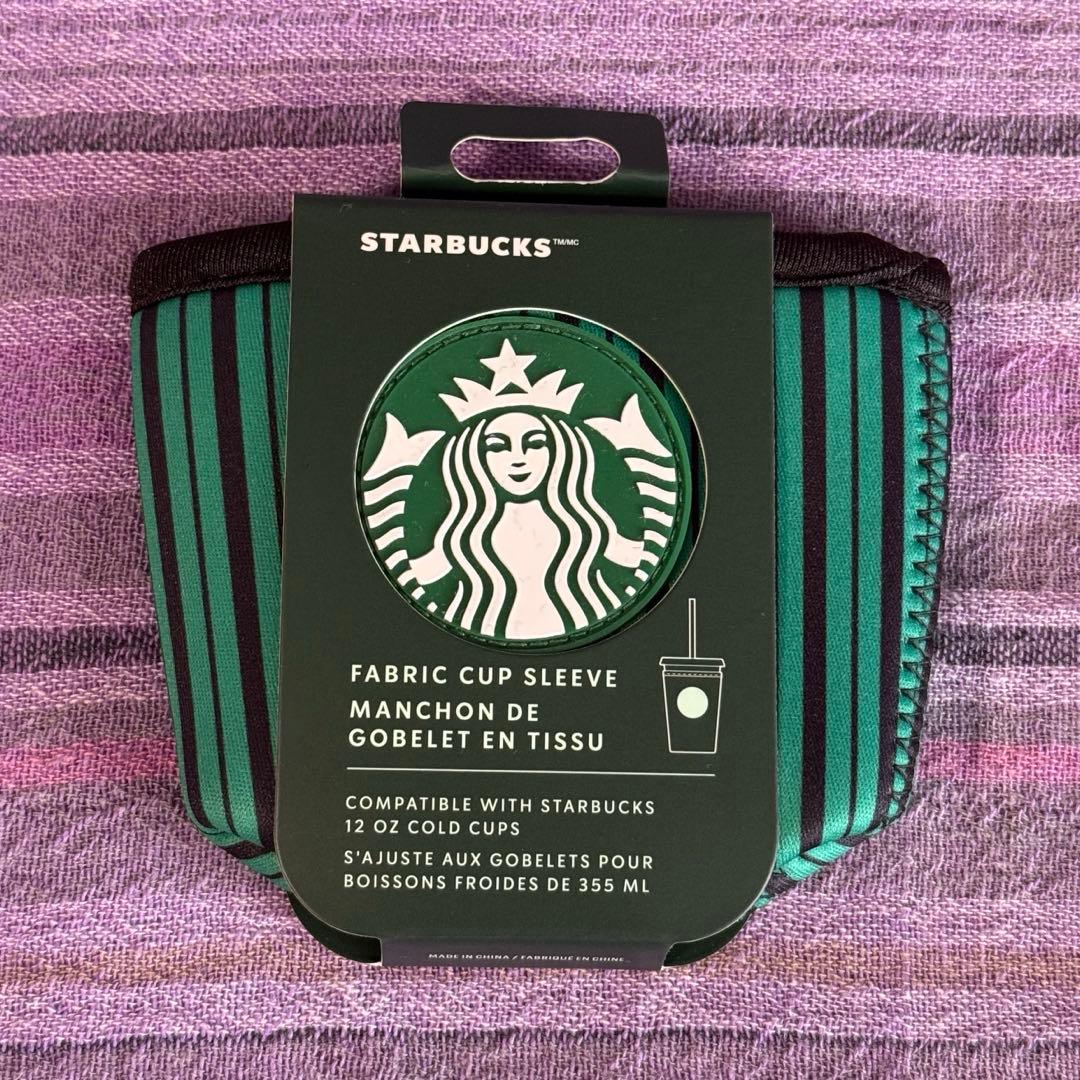 STARBUCKS™/MC
FABRIC CUP SLEEVE
MANCHON DE
GOBELET EN TISSU
COMPATIBLE WITH STARBUCKS
12 OZ COLD CUPS
S'AJUSTE AUX GOBELETS POUR
BOISSONS FROIDES DE 355 ML
MADE IN CHINA / FABRIQUÉ EN CHINE